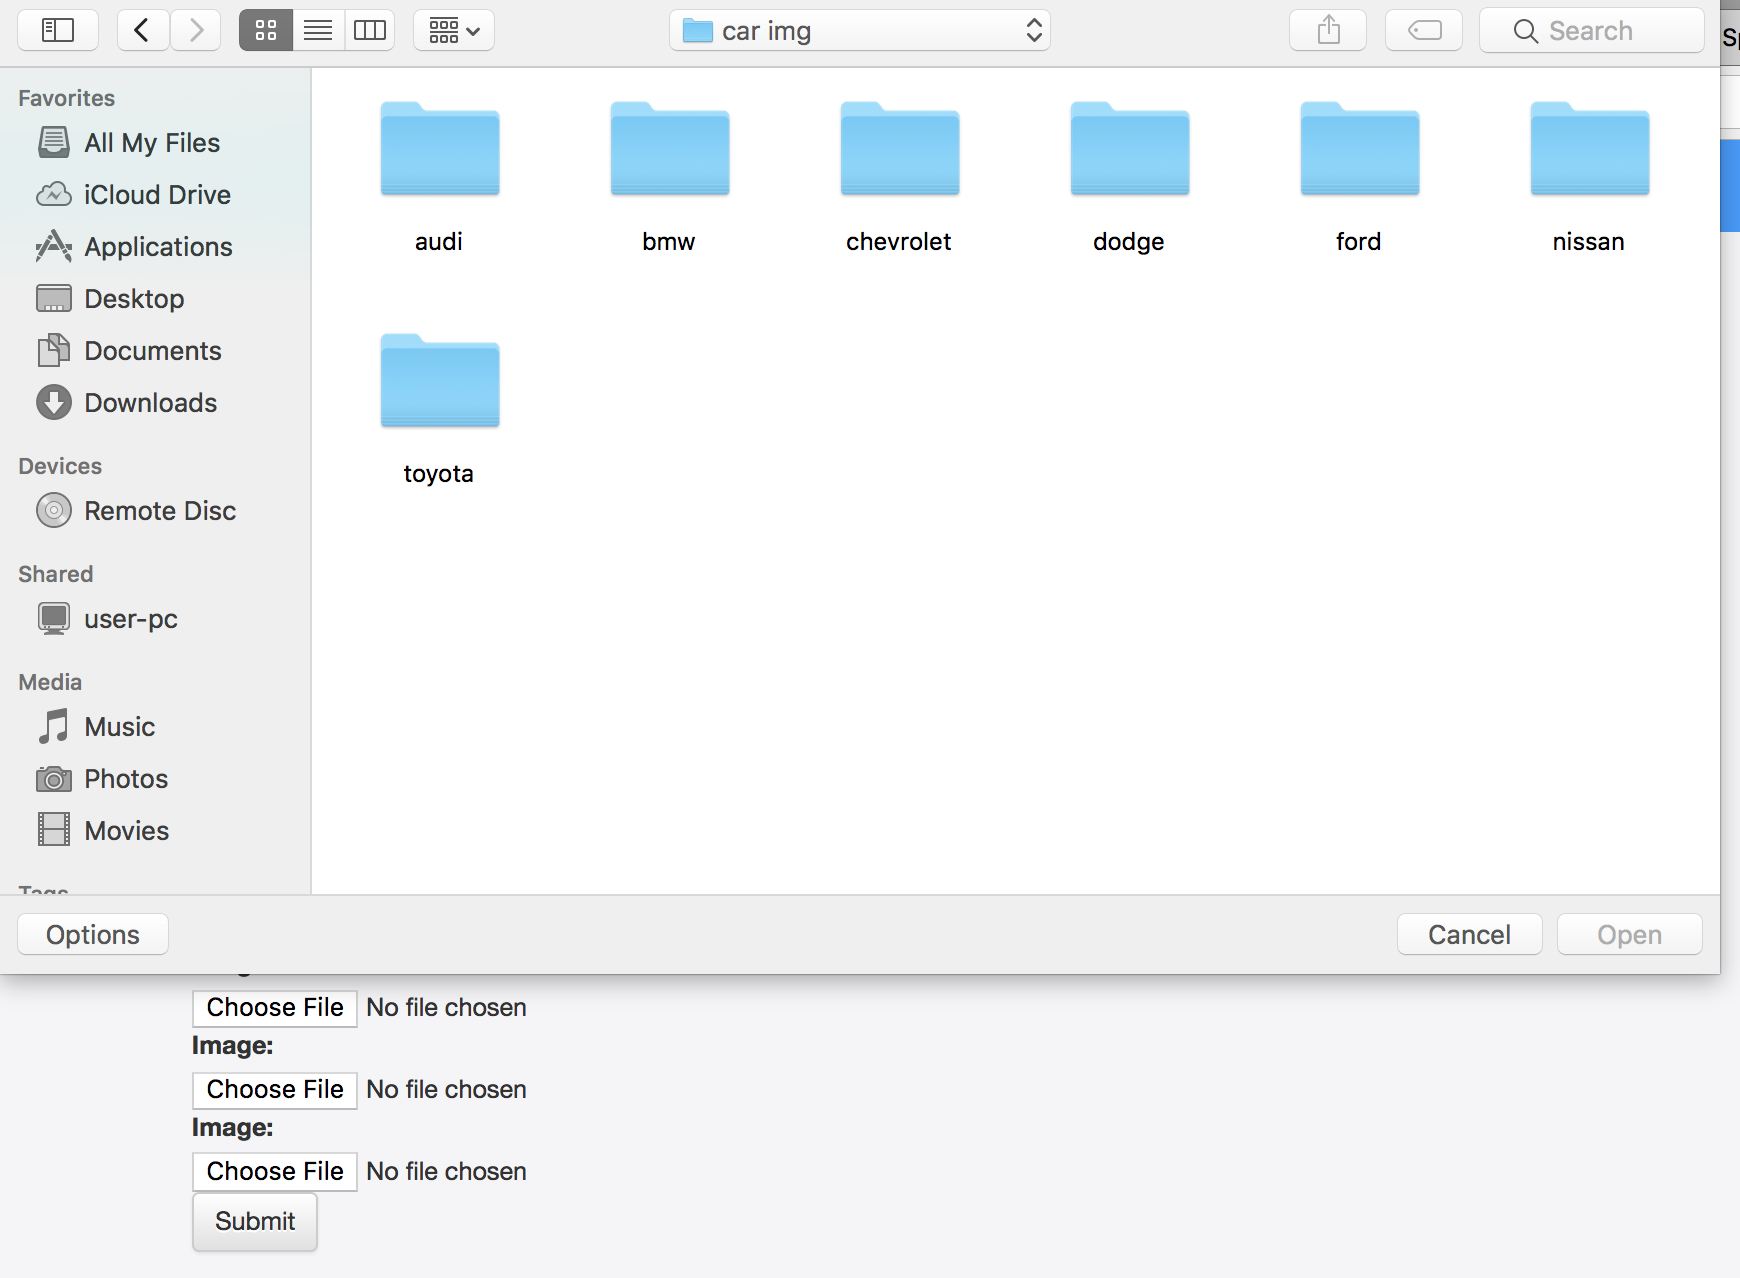 car img
Search
Sp
Favorites
All My Files
iCloud Drive
Applications
Desktop
Documents
Downloads
Devices
Remote Disc
Shared
user-pc
Media
Music
Photos
Movies
Tags
audi
bmw
chevrolet
dodge
ford
nissan
toyota
Options
Cancel
Open
Choose File No file chosen
Image:
Choose File No file chosen
Image:
Choose File No file chosen
Submit